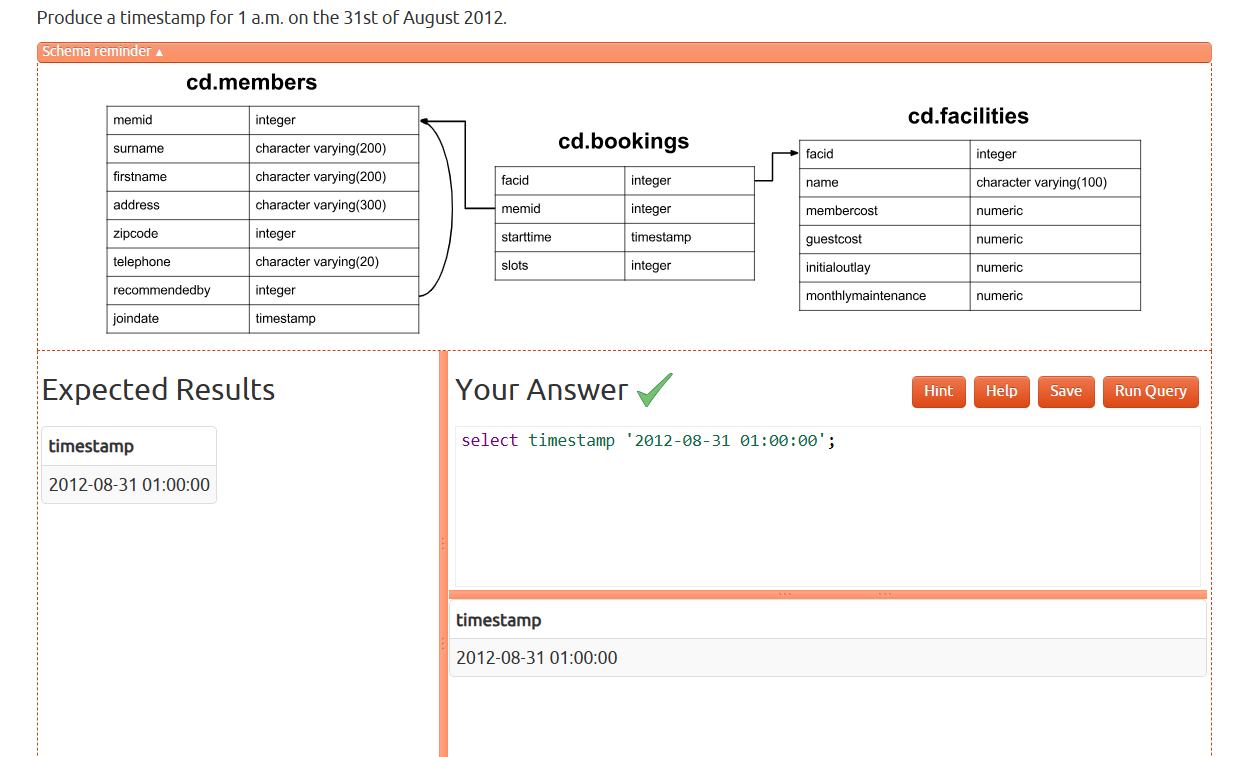 Produce a timestamp for 1 a.m. on the 31st of August 2012.
Schema reminder ▴
cd.members
memid integer
surname character varying(200)
firstname character varying(200)
address character varying(300)
zipcode integer
telephone character varying(20)
recommendedby integer
joindate timestamp
cd.bookings
facid integer
memid integer
starttime timestamp
slots integer
cd.facilities
facid integer
name character varying(100)
membercost numeric
guestcost numeric
initialoutlay numeric
monthlymaintenance numeric
Expected Results
timestamp
2012-08-31 01:00:00
Your Answer
Hint Help Save Run Query
select timestamp '2012-08-31 01:00:00';
timestamp
2012-08-31 01:00:00